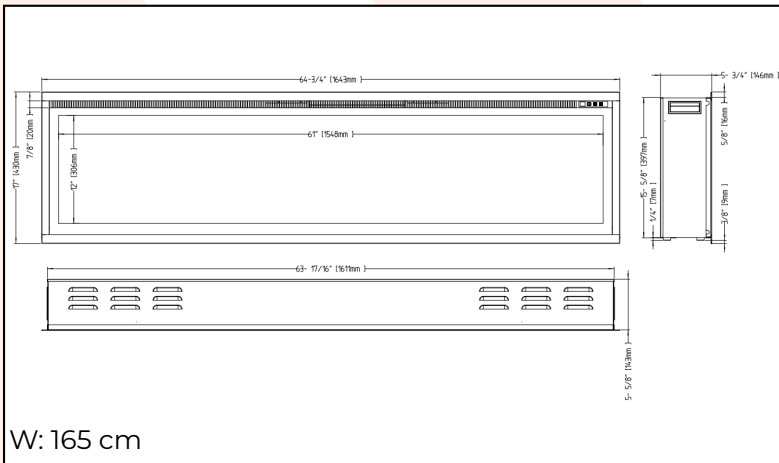 64-3/4" [1643mm ]
5- 3/4" [146mm ]
17" [430mm ]
7/8" [20mm ]
61" [1548mm ]
12" [306mm ]
15- 5/8" [397mm ]
1/4" [7mm ]
5/8" [16mm ]
3/8" [9mm ]
63- 17/16" [1611mm ]
5- 5/8" [143mm ]
W: 165 cm